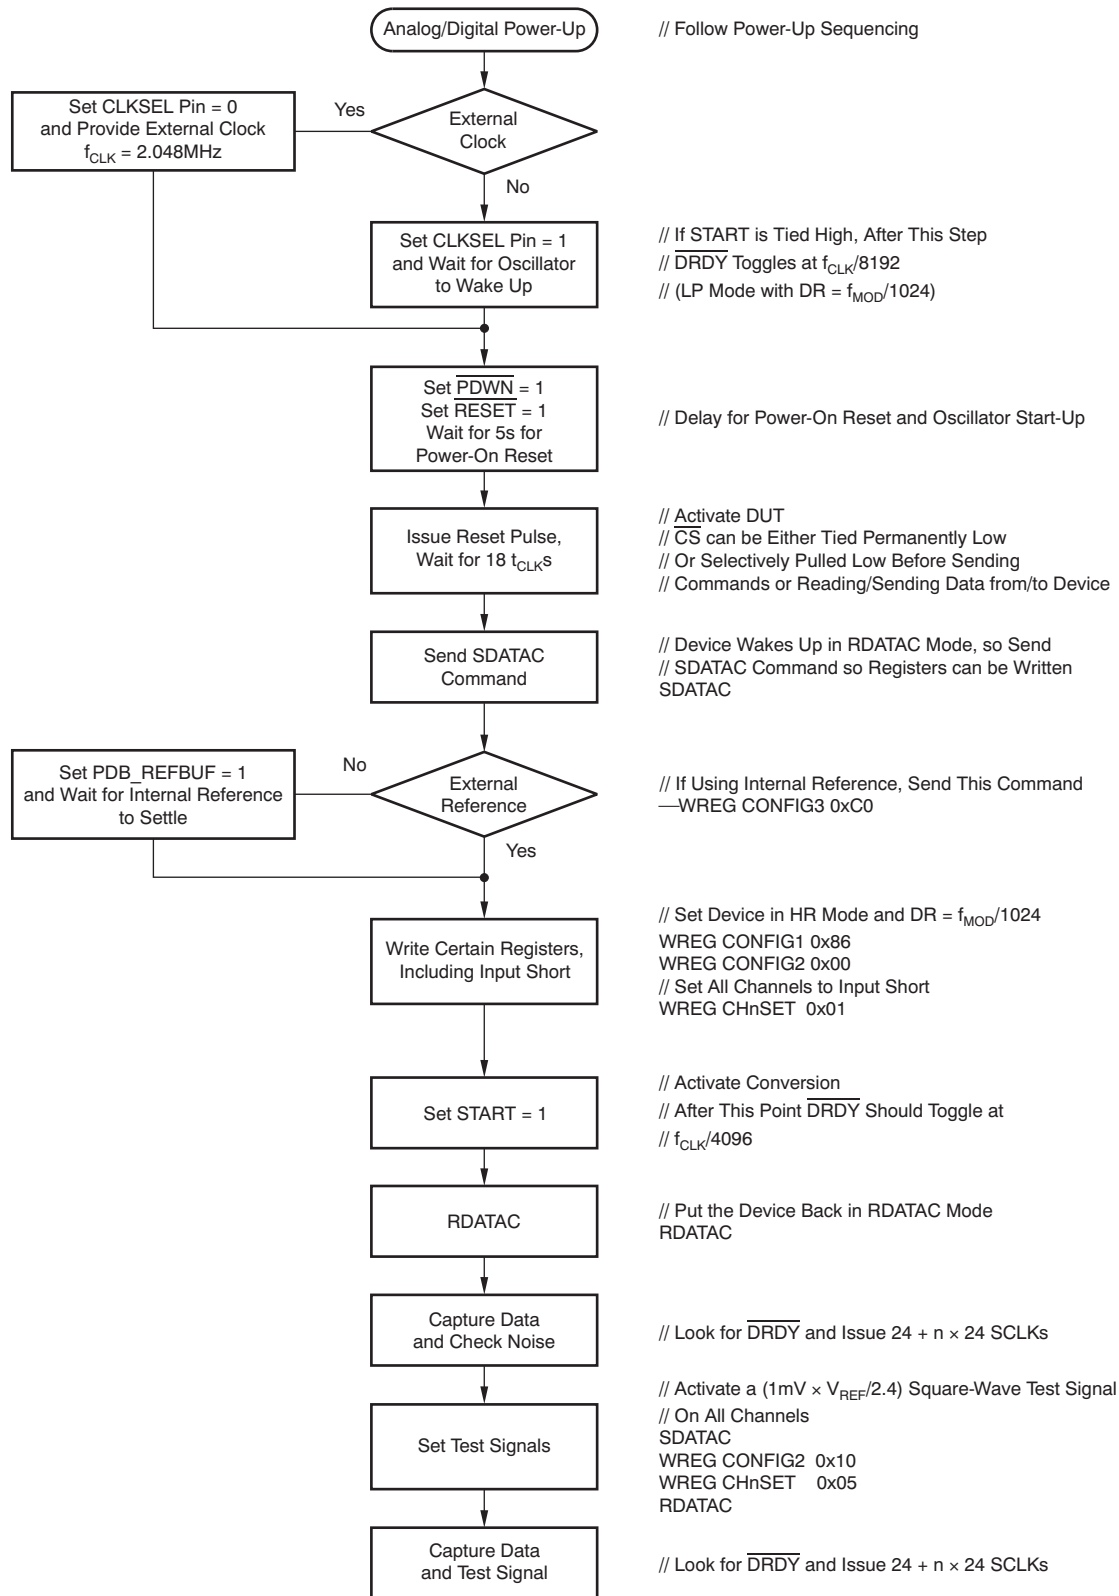 Analog/Digital Power-Up
// Follow Power-Up Sequencing
Set CLKSEL Pin = 0
and Provide External Clock
fCLK = 2.048MHz
Yes
External
Clock
No
Set CLKSEL Pin = 1
and Wait for Oscillator
to Wake Up
// If START is Tied High, After This Step
// DRDY Toggles at fCLK/8192
// (LP Mode with DR = fMOD/1024)
Set PDWN = 1
Set RESET = 1
Wait for 5s for
Power-On Reset
// Delay for Power-On Reset and Oscillator Start-Up
Issue Reset Pulse,
Wait for 18 tCLKs
// Activate DUT
// CS can be Either Tied Permanently Low
// Or Selectively Pulled Low Before Sending
// Commands or Reading/Sending Data from/to Device
Send SDATAC
Command
// Device Wakes Up in RDATAC Mode, so Send
// SDATAC Command so Registers can be Written
SDATAC
Set PDB_REFBUF = 1
and Wait for Internal Reference
to Settle
No
External
Reference
Yes
// If Using Internal Reference, Send This Command
—WREG CONFIG3 0xC0
Write Certain Registers,
Including Input Short
// Set Device in HR Mode and DR = fMOD/1024
WREG CONFIG1 0x86
WREG CONFIG2 0x00
// Set All Channels to Input Short
WREG CHnSET 0x01
Set START = 1
// Activate Conversion
// After This Point DRDY Should Toggle at
// fCLK/4096
RDATAC
// Put the Device Back in RDATAC Mode
RDATAC
Capture Data
and Check Noise
// Look for DRDY and Issue 24 + n × 24 SCLKs
Set Test Signals
// Activate a (1mV × VREF/2.4) Square-Wave Test Signal
// On All Channels
SDATAC
WREG CONFIG2 0x10
WREG CHnSET 0x05
RDATAC
Capture Data
and Test Signal
// Look for DRDY and Issue 24 + n × 24 SCLKs